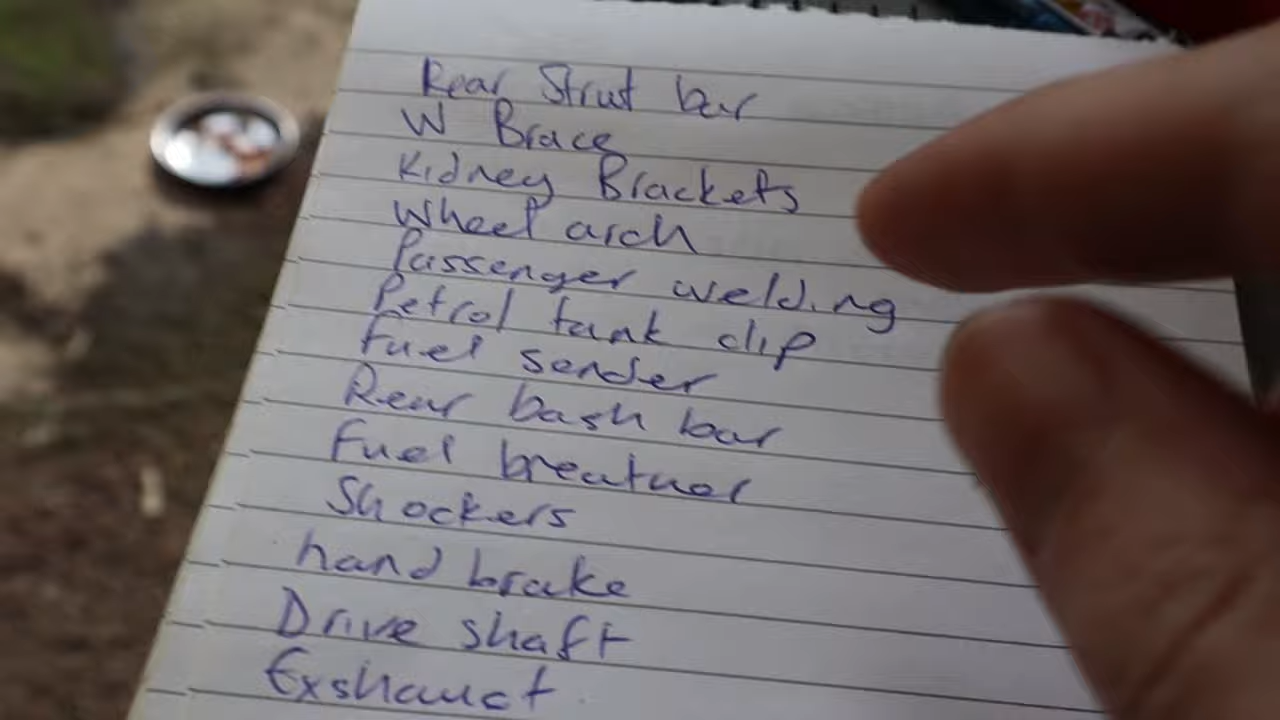 Rear Strut bar
W Brace
Kidney Brackets
Wheel arch
Passenger welding
Petrol tank clip
fuel sender
Rear bash bar
fuel breather
Shockers
hand brake
Drive shaft
Exshauct